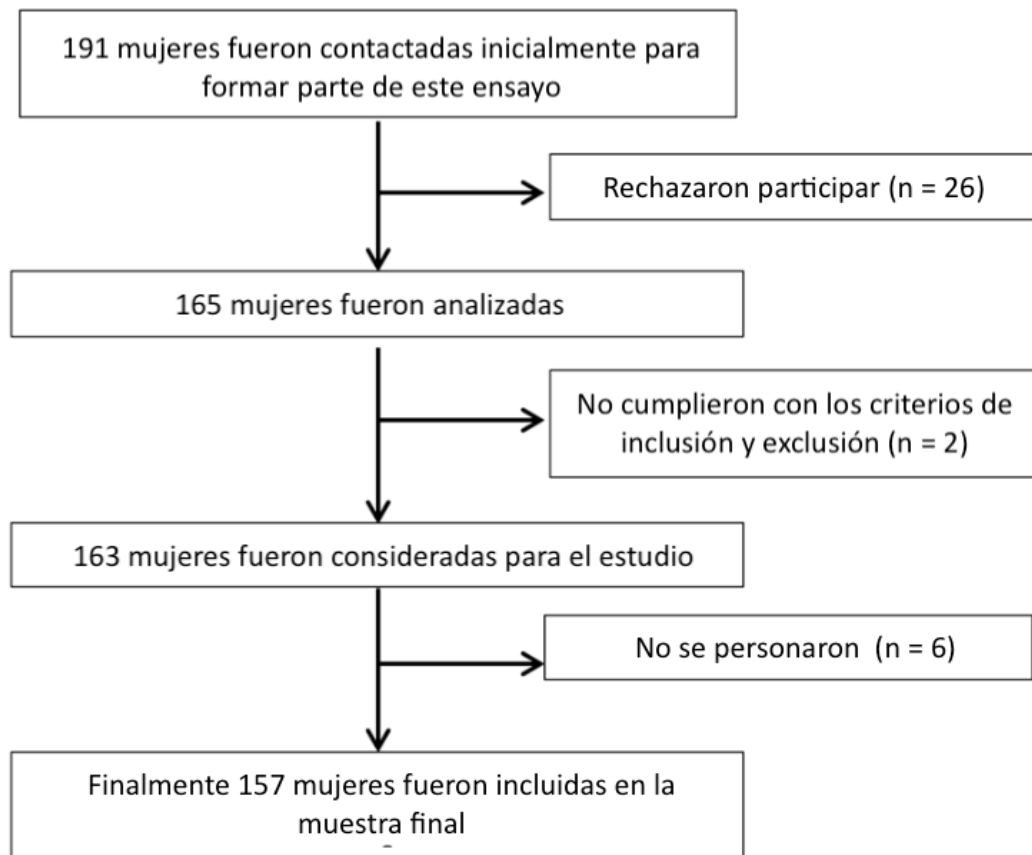 191 mujeres fueron contactadas inicialmente para
formar parte de este ensayo
Rechazaron participar (n = 26)
165 mujeres fueron analizadas
No cumplieron con los criterios de
inclusión y exclusión (n = 2)
163 mujeres fueron consideradas para el estudio
No se personaron (n = 6)
Finalmente 157 mujeres fueron incluidas en la
muestra final